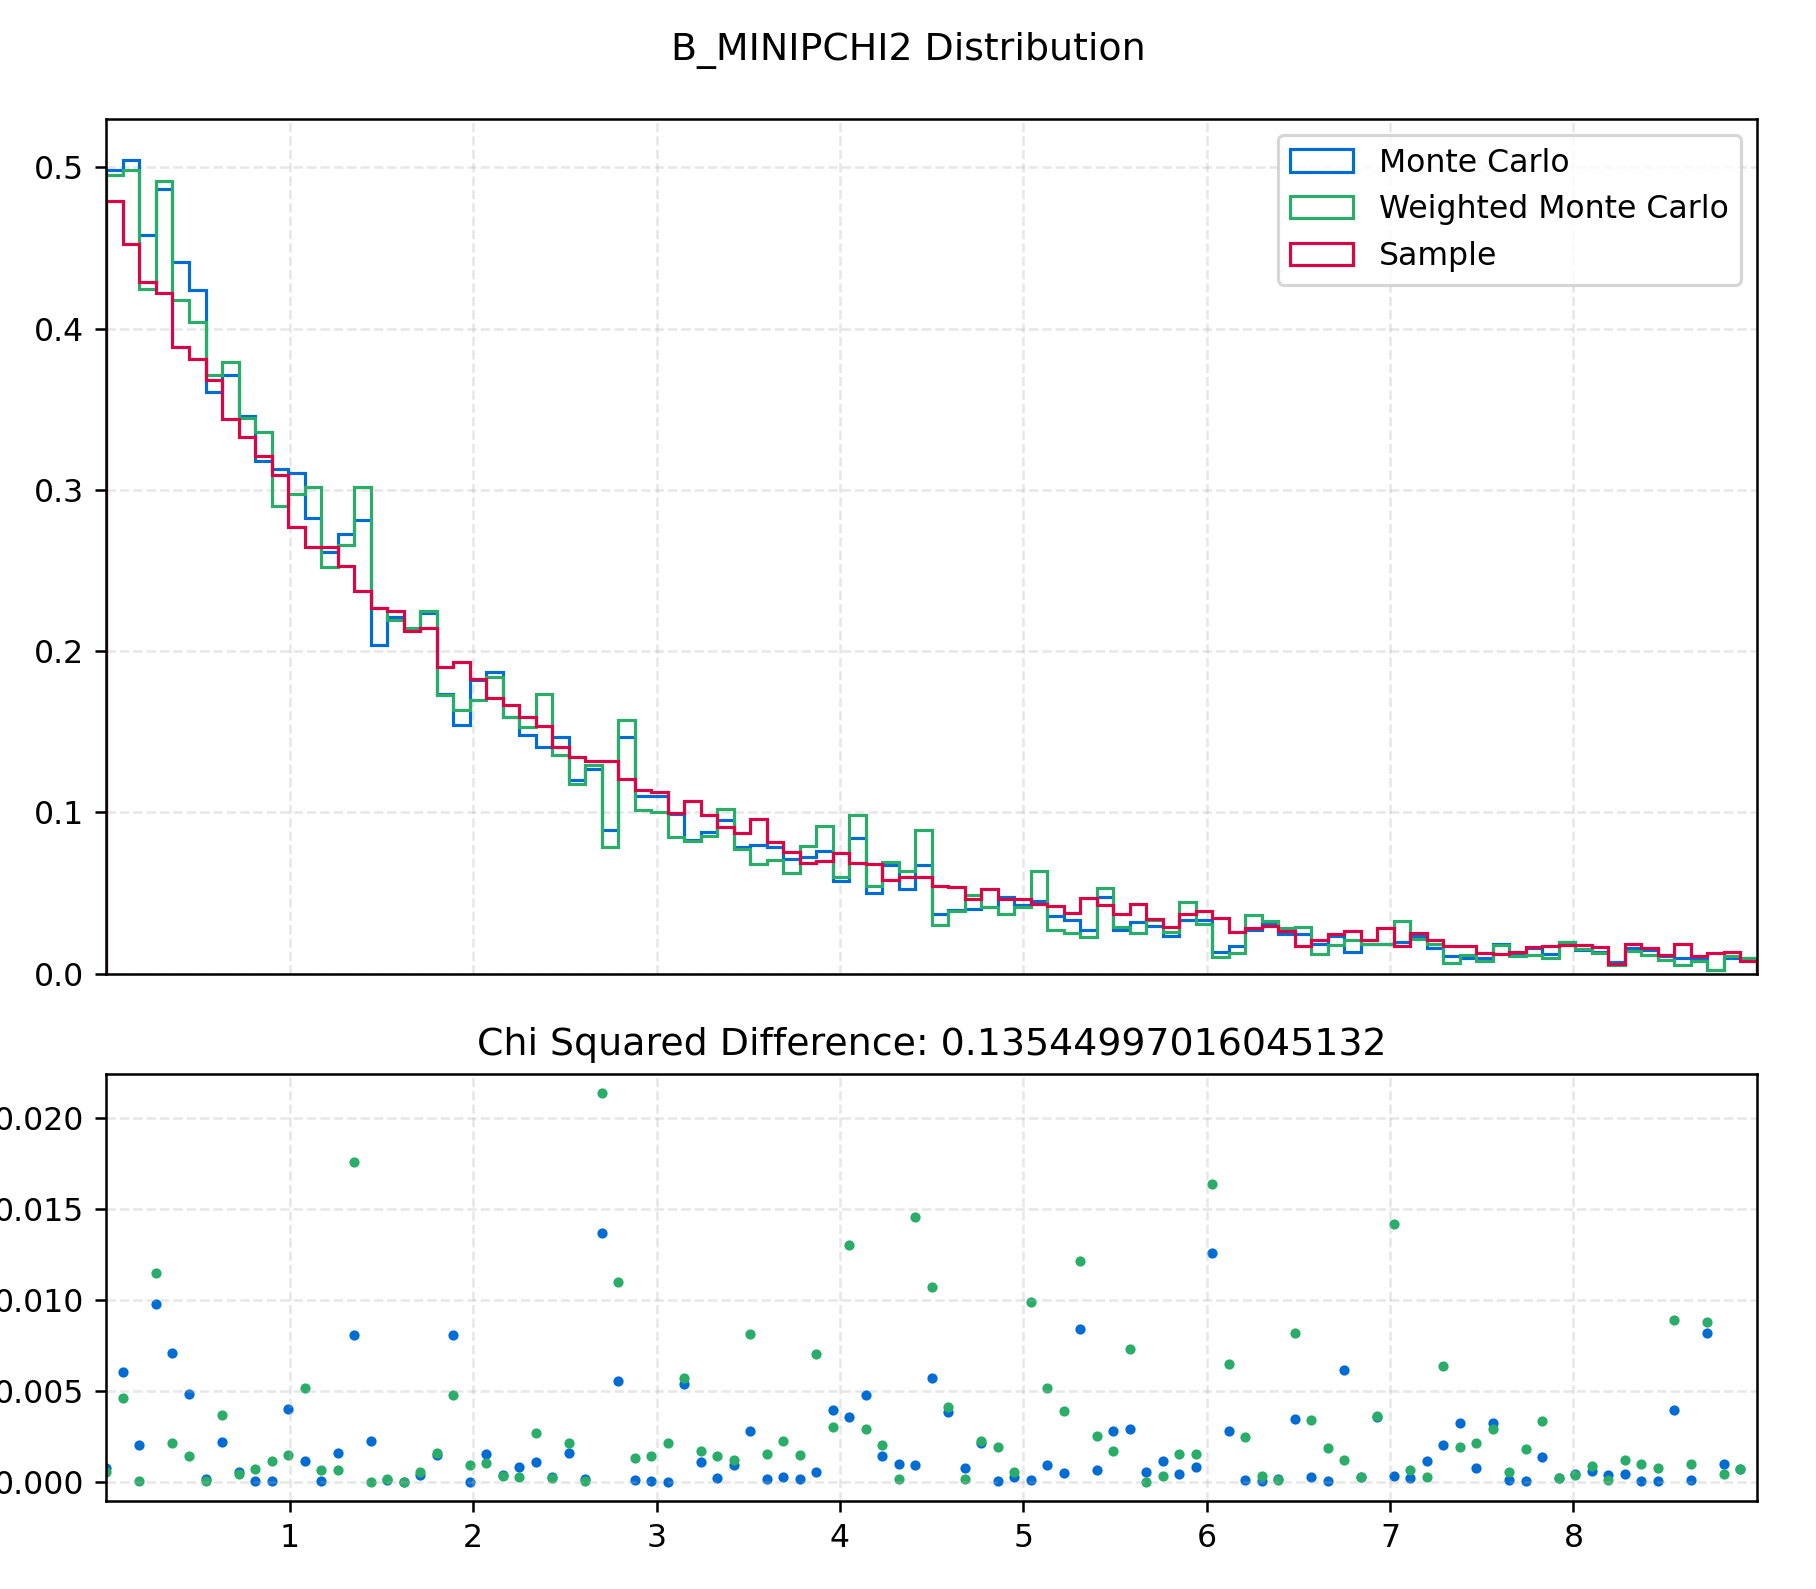 B_MINIPCHI2 Distribution
0.5
0.4
0.3
0.2
0.1
0.0
Monte Carlo
Weighted Monte Carlo
Sample
Chi Squared Difference: 0.13544997016045132
0.020
0.015
0.010
0.005
0.000
1 2 3 4 5 6 7 8